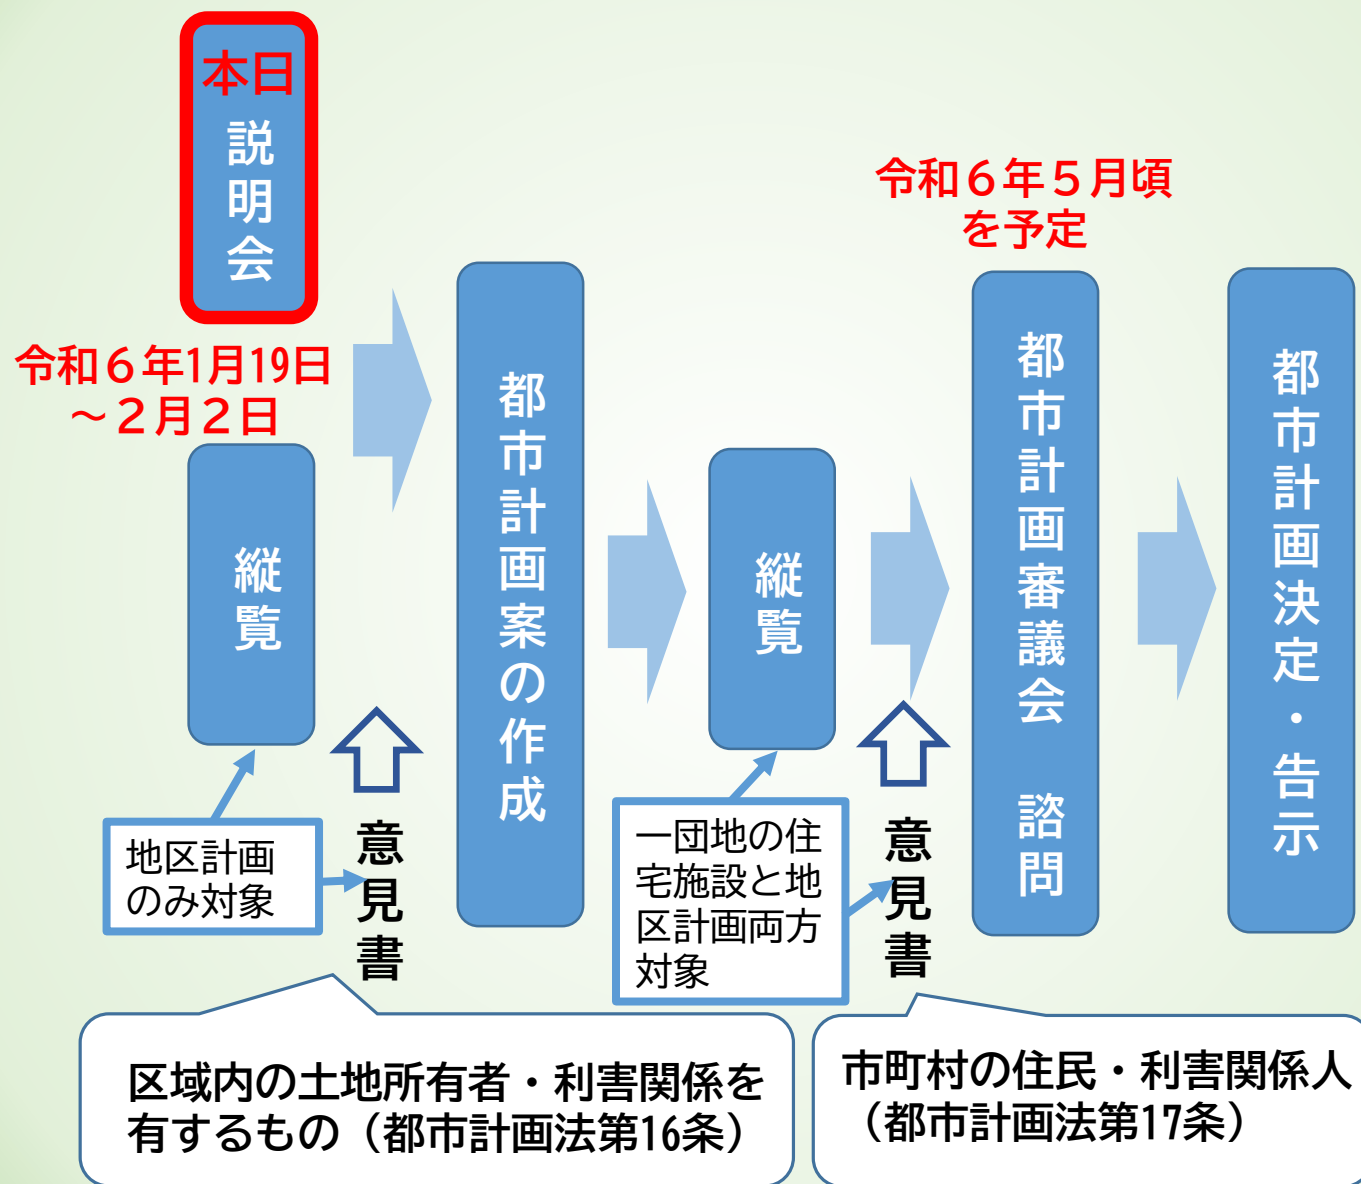 本日
説明会
令和６年1月19日
～２月２日
縦覧
地区計画
のみ対象
意見書
区域内の土地所有者・利害関係を
有するもの（都市計画法第16条）
都市計画案の作成
縦覧
一団地の住
宅施設と地
区計画両方
対象
意見書
市町村の住民・利害関係人
（都市計画法第17条）
令和６年５月頃
を予定
都市計画審議会　諮問
都市計画決定・告示